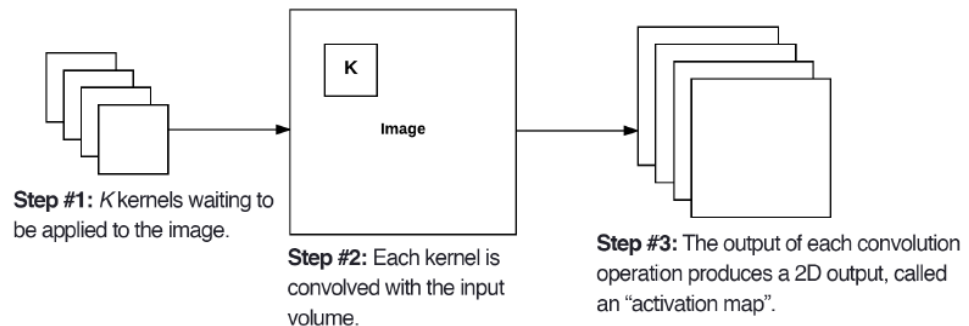 K
Image
Step #1: K kernels waiting to
be applied to the image.
Step #2: Each kernel is
convolved with the input
volume.
Step #3: The output of each convolution
operation produces a 2D output, called
an “activation map”.